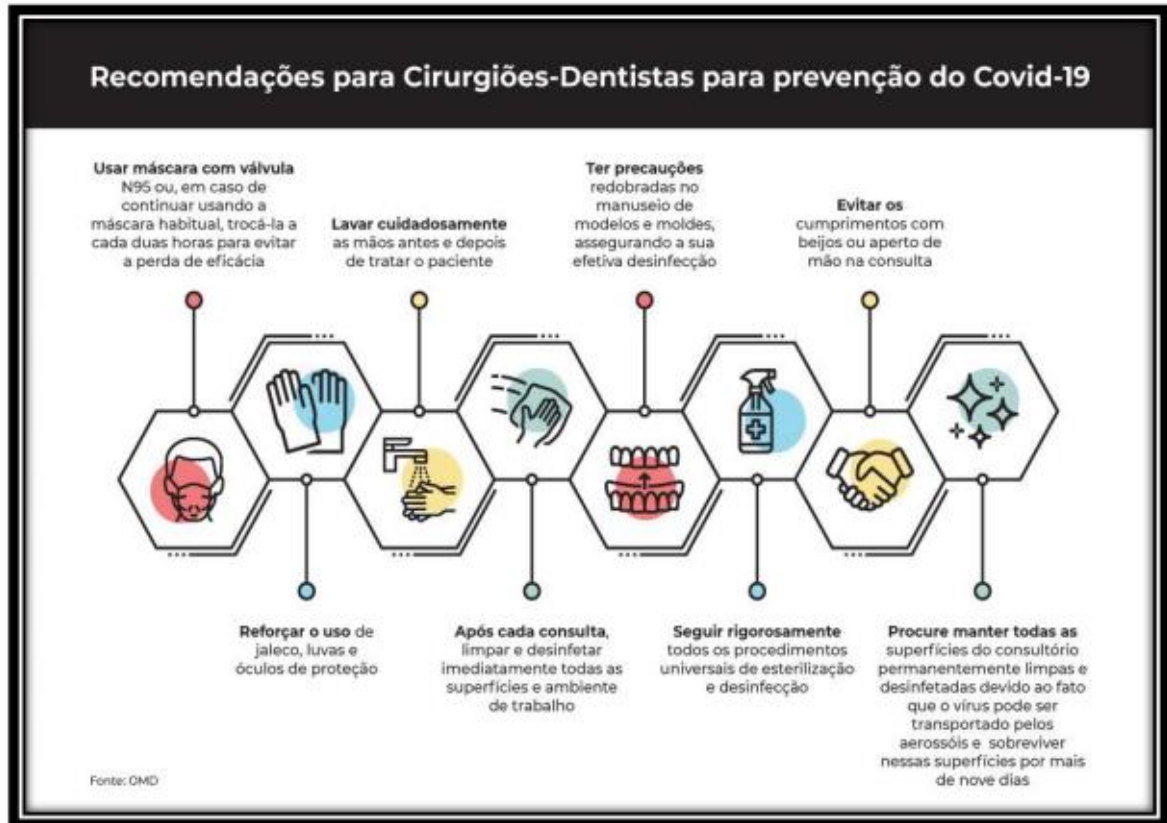 Recomendações para Cirurgiões-Dentistas para prevenção do Covid-19
Usar máscara com válvula
N95 ou, em caso de
continuar usando a
máscara habitual, trocá-la a
cada duas horas para evitar
a perda de eficácia
Lavar cuidadosamente
as mãos antes e depois
de tratar o paciente
Ter precauções
redobradas no
manuseio de
modelos e moldes,
assegurando a sua
efetiva desinfecção
Evitar os
cumprimentos com
beijos ou aperto de
mão na consulta
Reforçar o uso de
jaleco, luvas e
óculos de proteção
Após cada consulta,
limpar e desinfetar
imediatamente todas as
superfícies e ambiente
de trabalho
Seguir rigorosamente
todos os procedimentos
universais de esterilização
e desinfecção
Procure manter todas as
superfícies do consultório
permanentemente limpas e
desinfetadas devido ao fato
que o vírus pode ser
transportado pelos
aerossóis e sobreviver
nessas superfícies por mais
de nove dias
Fonte: OMD